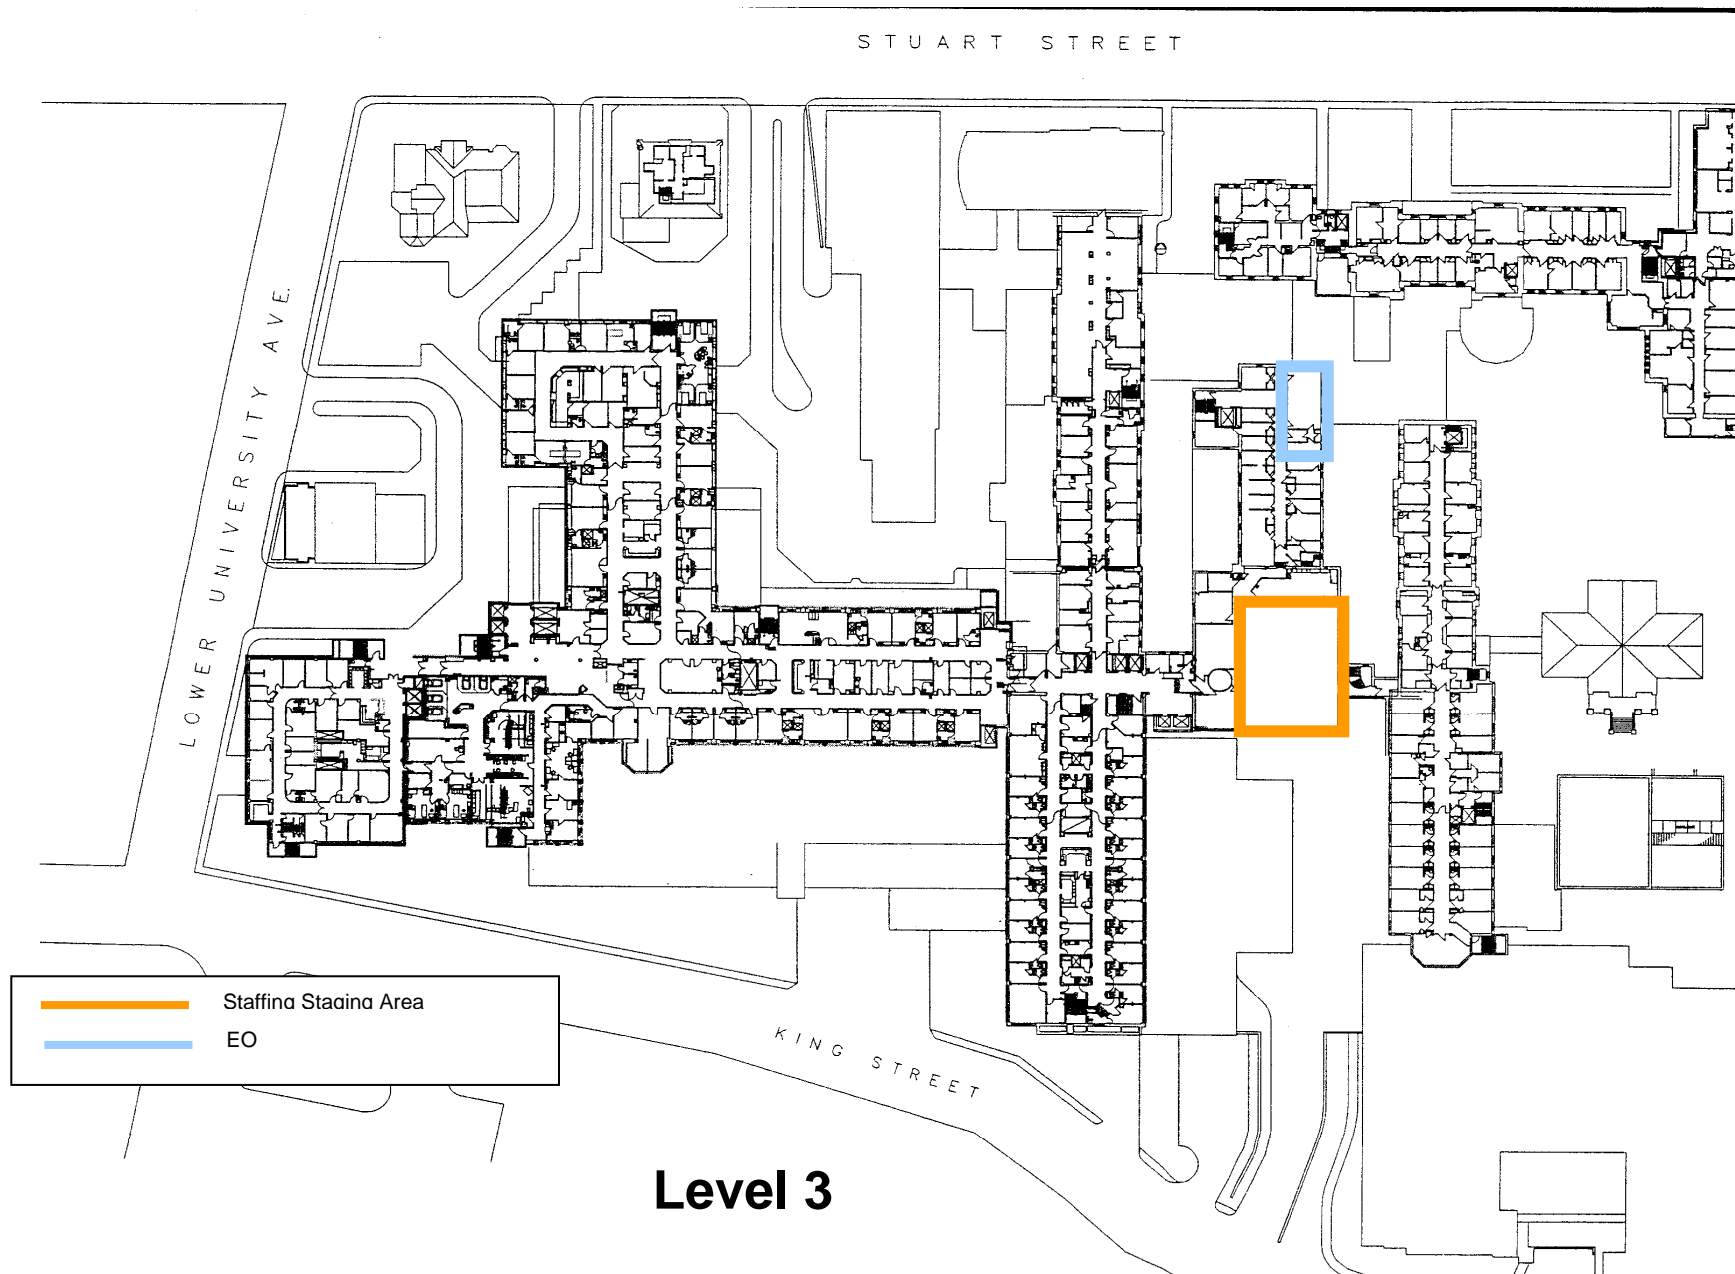 STUART STREET
LOWER UNIVERSITY AVE.
Staffing Staging Area
EO
KING STREET
Level 3